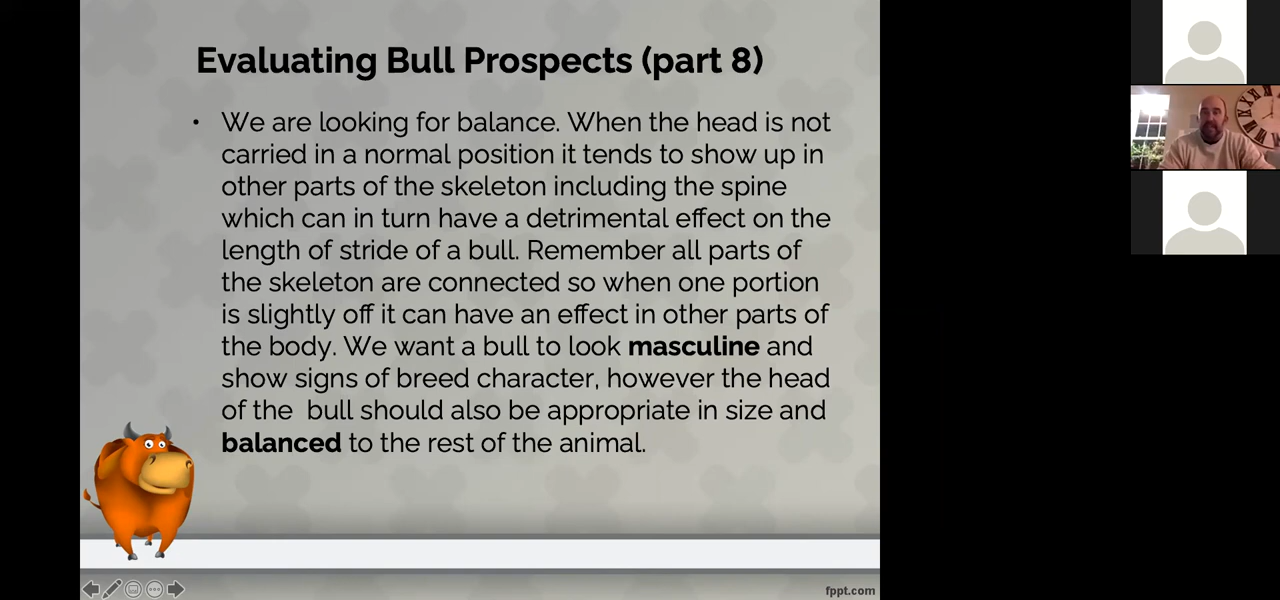 Evaluating Bull Prospects (part 8)
• We are looking for balance. When the head is not
carried in a normal position it tends to show up in
other parts of the skeleton including the spine
which can in turn have a detrimental effect on the
length of stride of a bull. Remember all parts of
the skeleton are connected so when one portion
is slightly off it can have an effect in other parts of
the body. We want a bull to look masculine and
show signs of breed character, however the head
of the  bull should also be appropriate in size and
balanced to the rest of the animal.
fppt.com